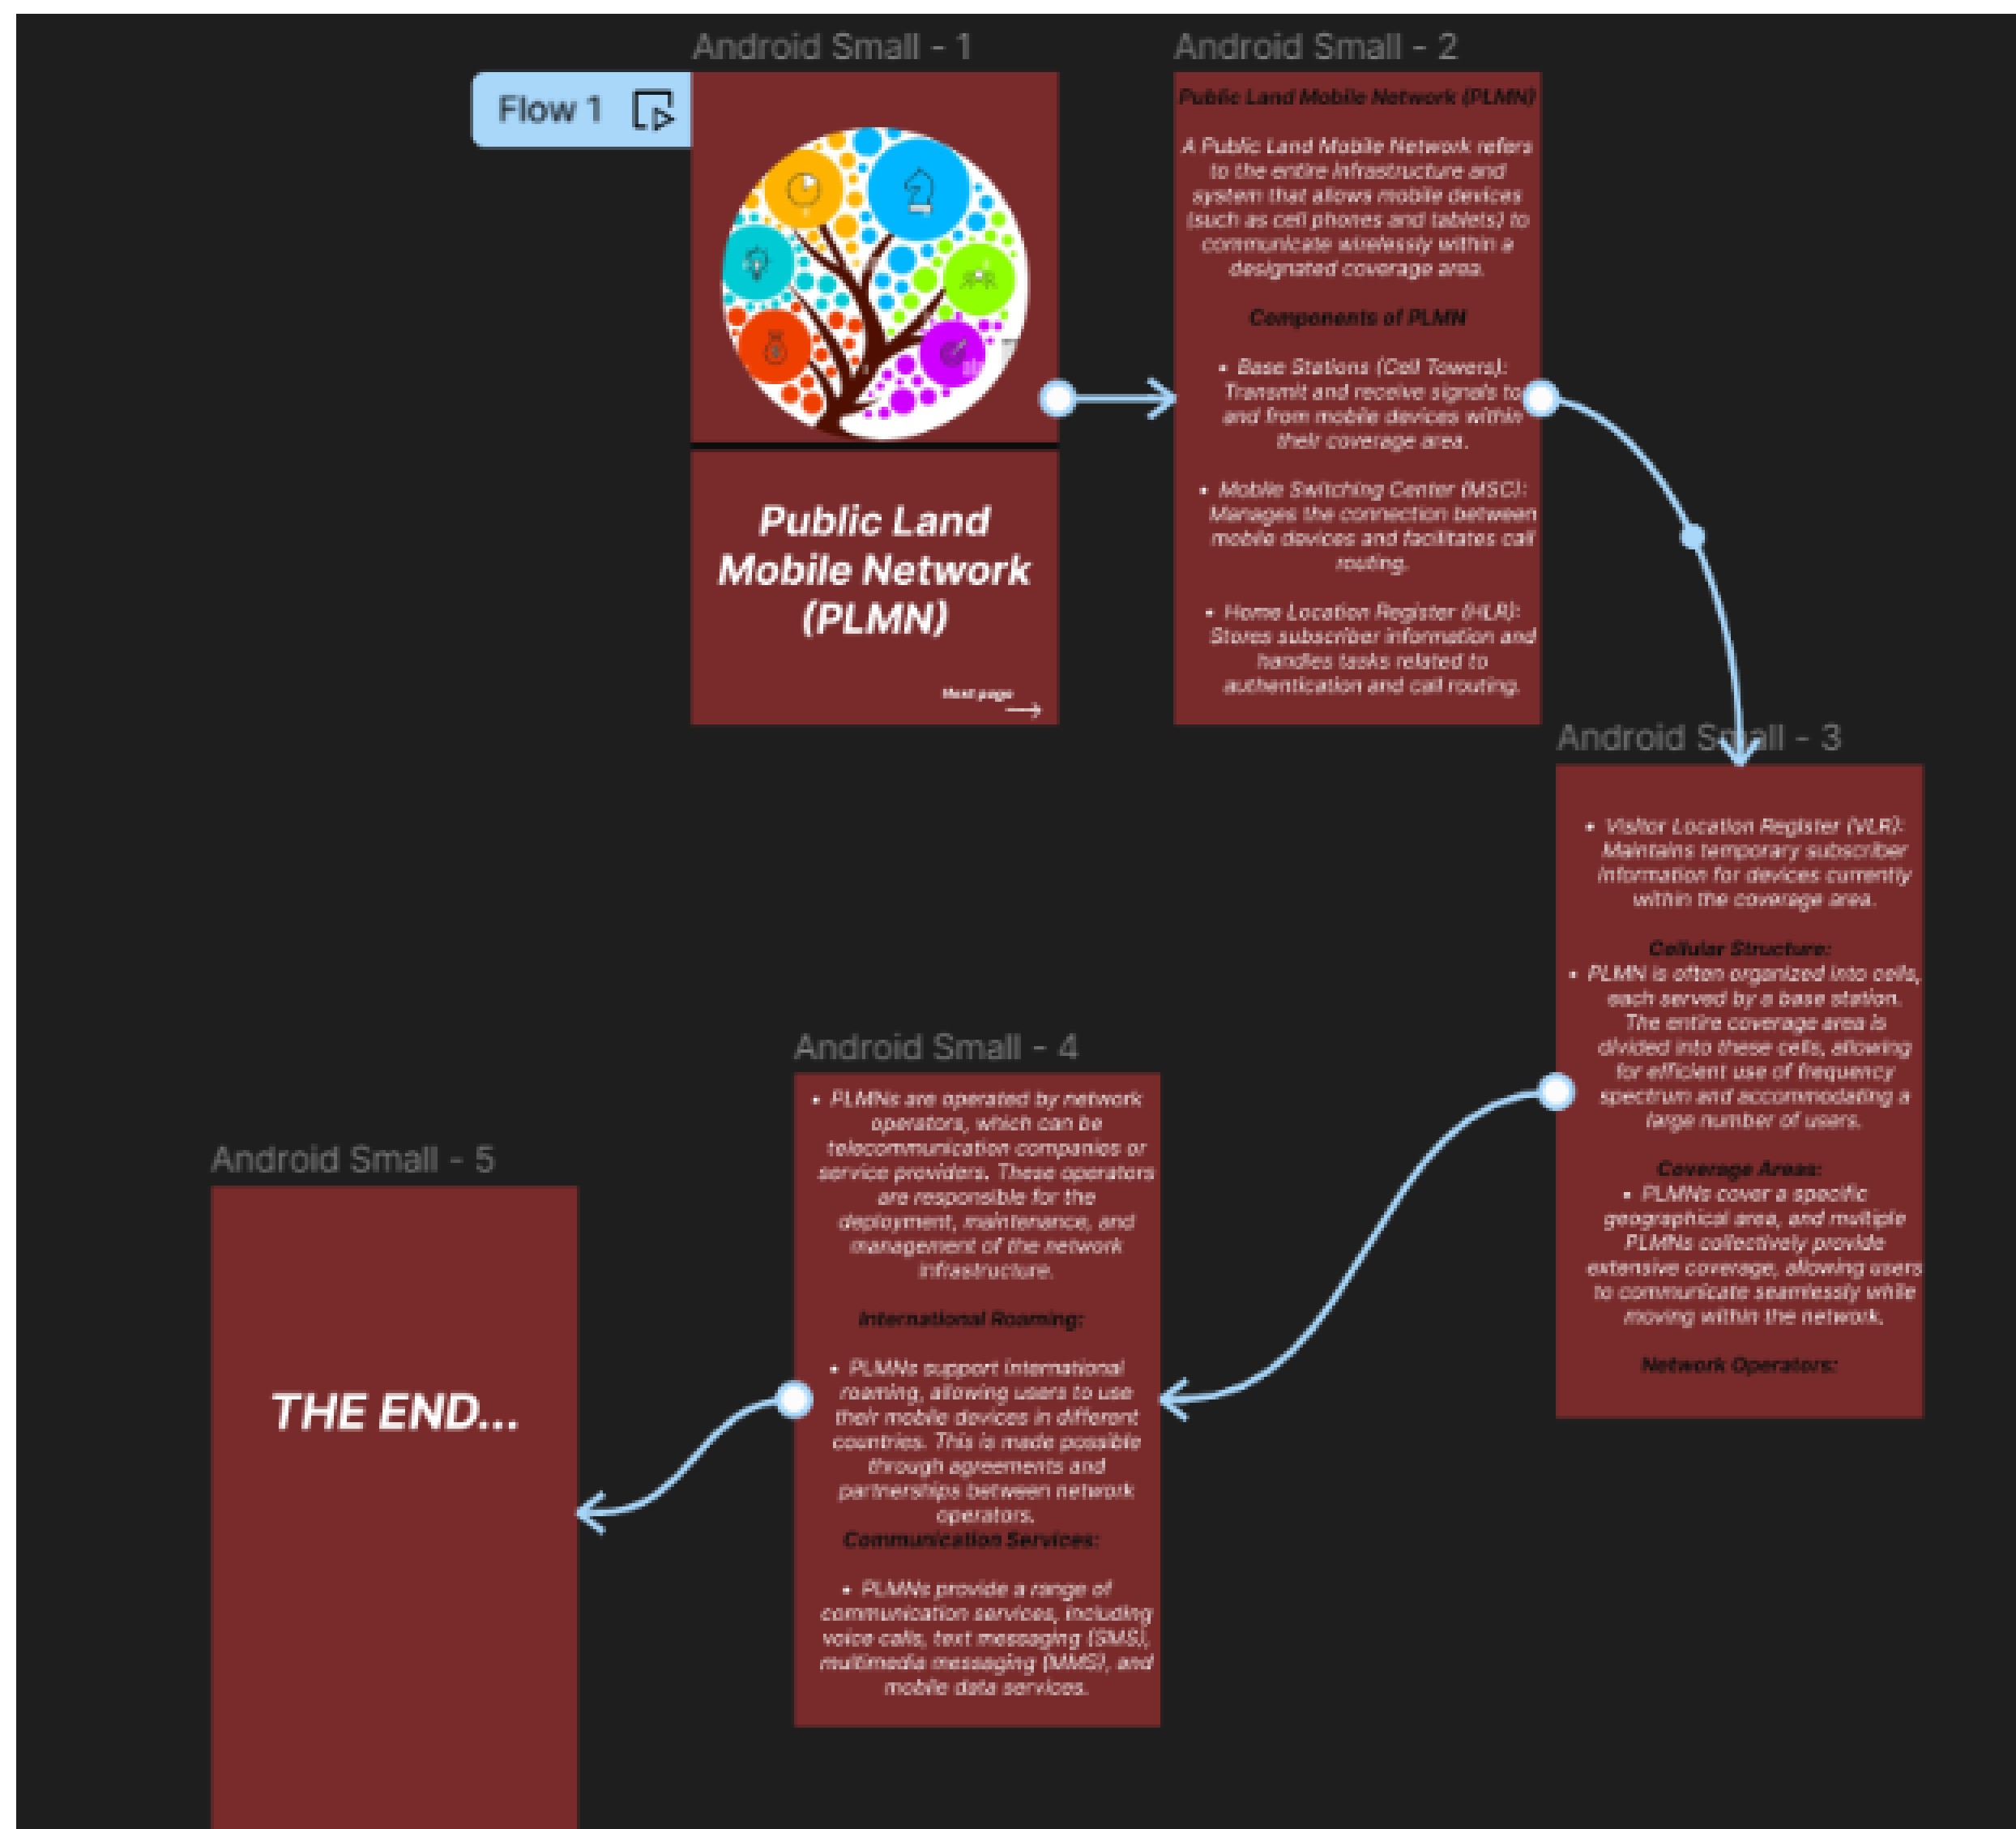 Android Small - 1
Flow 1
Public Land
Mobile Network
(PLMN)
Next page
Android Small - 2
Public Land Mobile Network (PLMN)
A Public Land Mobile Network refers
to the entire infrastructure and
system that allows mobile devices
(such as cell phones and tablets) to
communicate wirelessly within a
designated coverage area.
Components of PLMN
• Base Stations (Cell Towers):
Transmit and receive signals to
and from mobile devices within
their coverage area.
• Mobile Switching Center (MSC):
Manages the connection between
mobile devices and facilitates call
routing.
• Home Location Register (HLR):
Stores subscriber information and
handles tasks related to
authentication and call routing.
Android Small - 3
• Visitor Location Register (VLR):
Maintains temporary subscriber
information for devices currently
within the coverage area.
Cellular Structure:
• PLMN is often organized into cells,
each served by a base station.
The entire coverage area is
divided into these cells, allowing
for efficient use of frequency
spectrum and accommodating a
large number of users.
Coverage Areas:
• PLMNs cover a specific
geographical area, and multiple
PLMNs collectively provide
extensive coverage, allowing users
to communicate seamlessly while
moving within the network.
Network Operators:
Android Small - 4
• PLMNs are operated by network
operators, which can be
telecommunication companies or
service providers. These operators
are responsible for the
deployment, maintenance, and
management of the network
infrastructure.
International Roaming:
• PLMNs support international
roaming, allowing users to use
their mobile devices in different
countries. This is made possible
through agreements and
partnerships between network
operators.
Communication Services:
• PLMNs provide a range of
communication services, including
voice calls, text messaging (SMS),
multimedia messaging (MMS), and
mobile data services.
Android Small - 5
THE END...